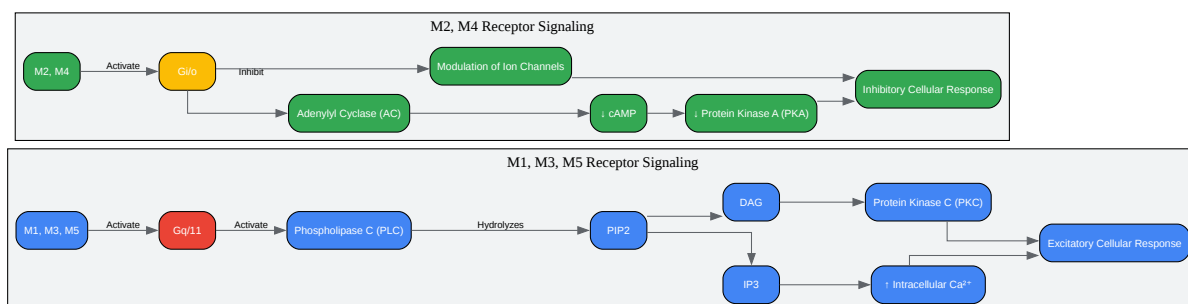 M2, M4 Receptor Signaling
M2, M4
Activate
Gi/o
Inhibit
Modulation of Ion Channels
Adenylyl Cyclase (AC)
↓ cAMP
↓ Protein Kinase A (PKA)
Inhibitory Cellular Response
M1, M3, M5 Receptor Signaling
M1, M3, M5
Activate
Gq/11
Activate
Phospholipase C (PLC)
Hydrolyzes
PIP2
DAG
Protein Kinase C (PKC)
IP3
↑ Intracellular Ca²⁺
Excitatory Cellular Response